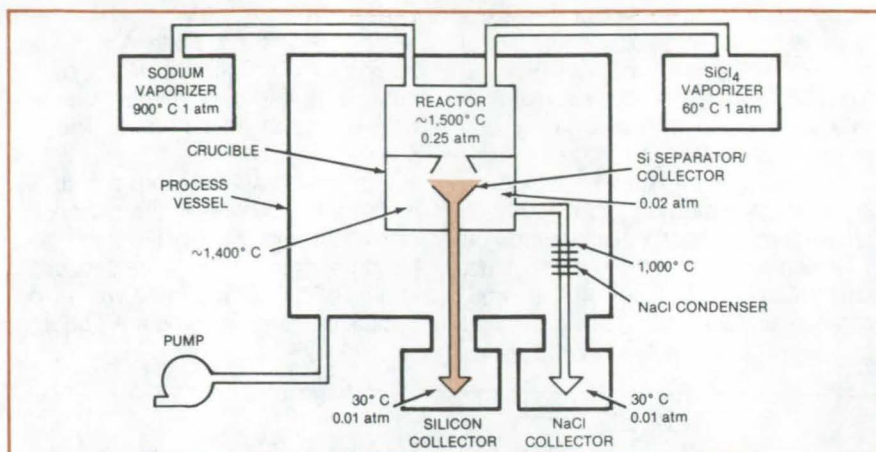 SODIUM
VAPORIZER
900° C 1 atm
SiCl4
VAPORIZER
60° C 1 atm
REACTOR
~1,500° C
0.25 atm
CRUCIBLE
PROCESS
VESSEL
Si SEPARATOR/
COLLECTOR
0.02 atm
~1,400° C
1,000° C
NaCl CONDENSER
PUMP
30° C
0.01 atm
SILICON
COLLECTOR
30° C
0.01 atm
NaCl
COLLECTOR